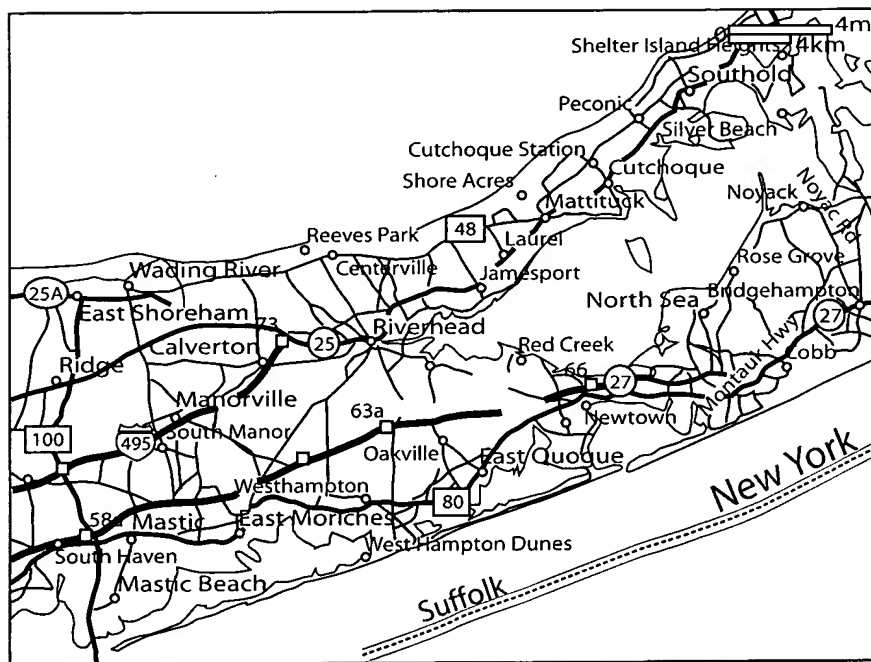 4m
Shelter Island Heights
4km
Southold
Peconic
Silver Beach
Cutchoque Station
Cutchoque
Shore Acres
Noyack
Noyac Rd
Mattituck
48
Reeves Park
Laurel
Centerville
Rose Grove
Wading River
Jamesport
25A
Bridgehampton
East Shoreham
North Sea
27
73
25
Riverhead
Montauk Hwy
Calverton
Red Creek
Cobb
Ridge
66
27
Manorville
63a
Newtown
100
495
South Manor
Oakville
East Quoque
New York
Westhampton
80
58a
Mastic
East Moriches
South Haven
West Hampton Dunes
Mastic Beach
Suffolk